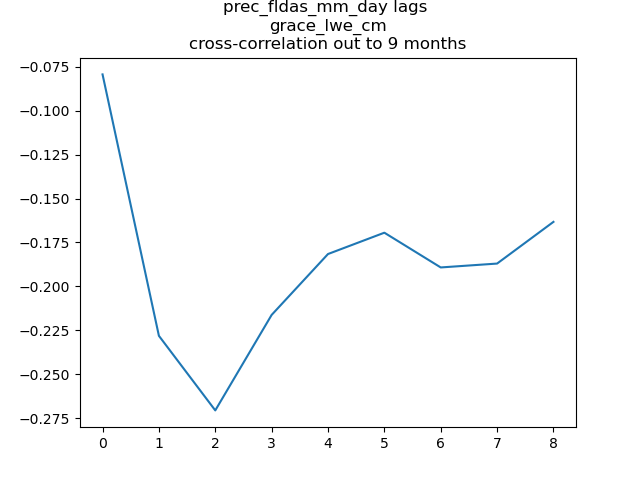 prec_fldas_mm_day lags
grace_lwe_cm
cross-correlation out to 9 months
−0.075
−0.100
−0.125
−0.150
−0.175
−0.200
−0.225
−0.250
−0.275
0 1 2 3 4 5 6 7 8